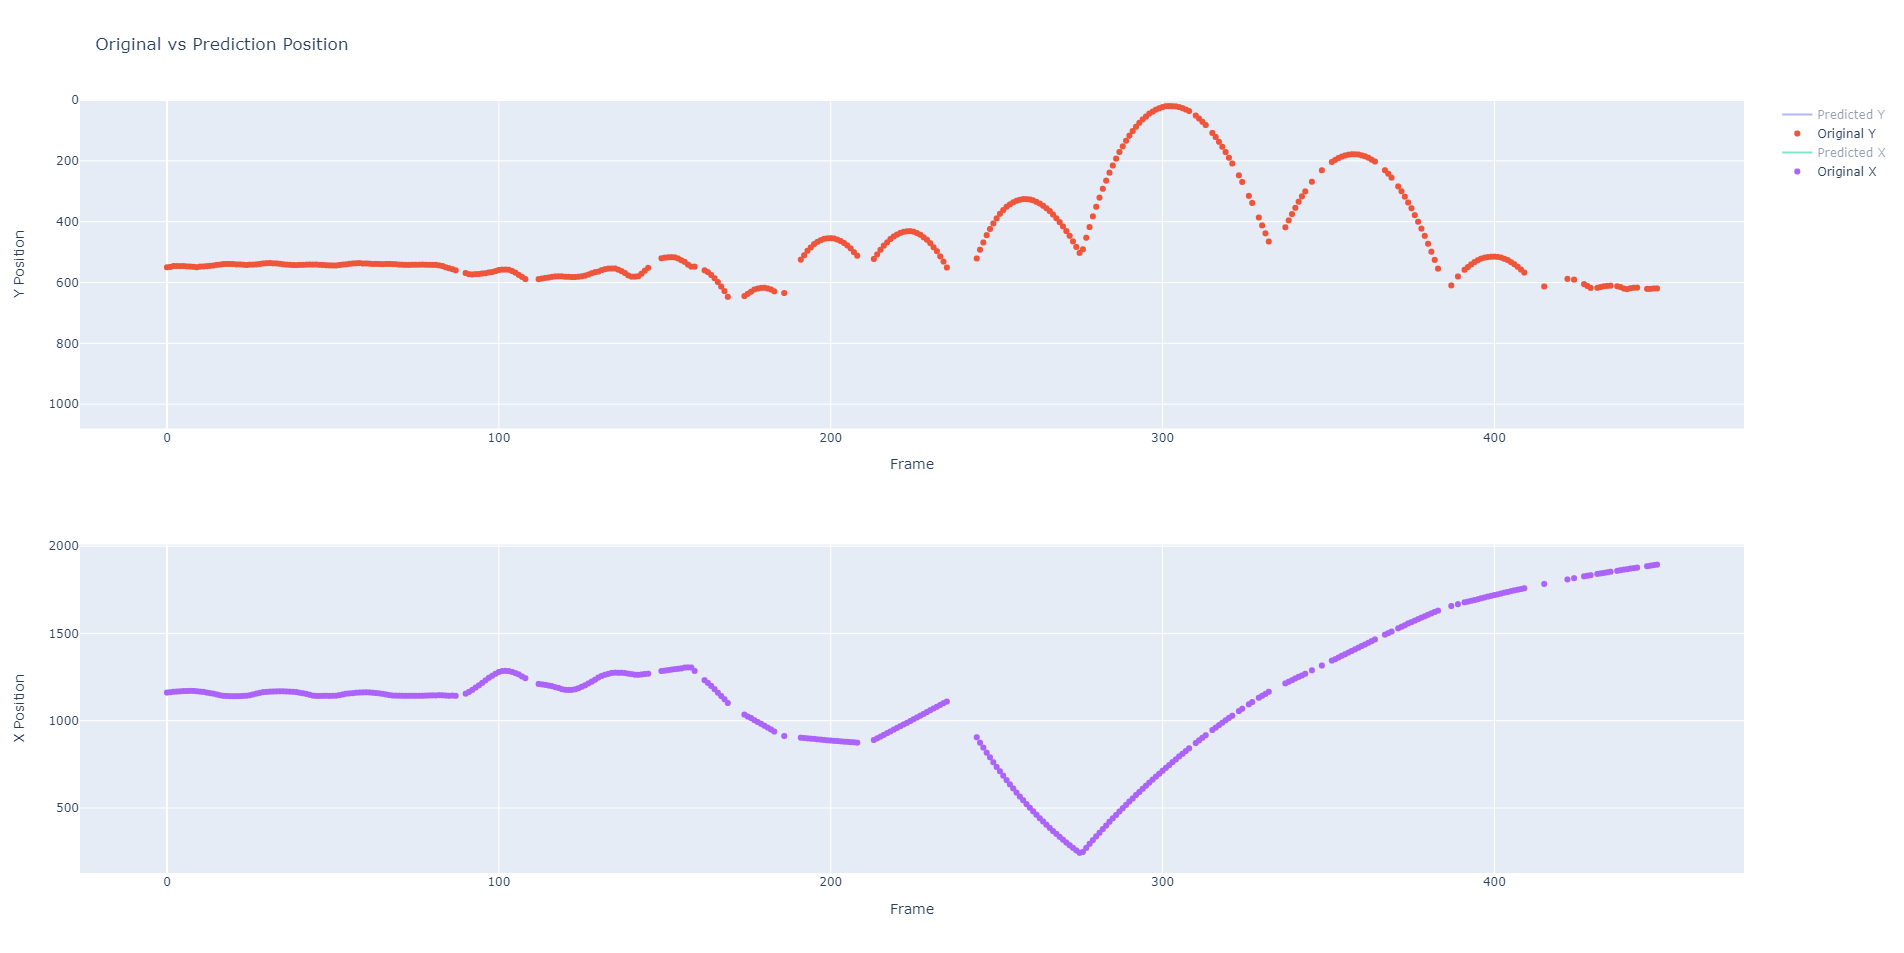 Original vs Prediction Position
0
200
400
600
800
1000
Y Position
0 100 200 300 400
Frame
Predicted Y
Original Y
Predicted X
Original X
2000
1500
1000
500
X Position
0 100 200 300 400
Frame